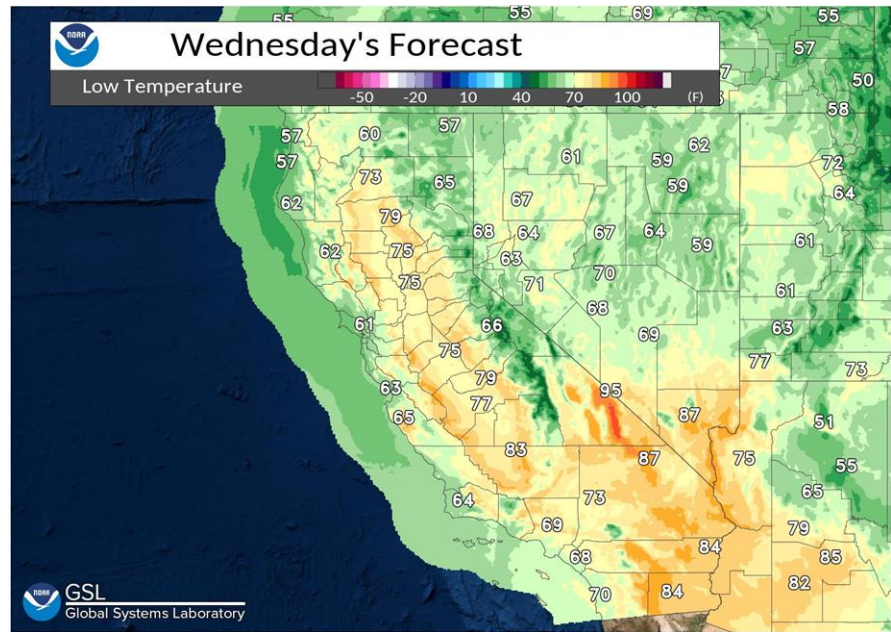 NOAA
Wednesday's Forecast
Low Temperature
-50 -20 10 40 70 100 (F)
55 55 69 55
57
50
58
57 60 57
57 61 62
59 72
73 65 59 64
62 67
79
68 64 67 64 61
62 75 63 59
75 71 70 61
61 66 68 63
75 69 77 73
63 79 95
65 77 87 51
83 87 75 55
64 73 65
69 79
68 84 85
70 84 82
NOAA
GSL
Global Systems Laboratory